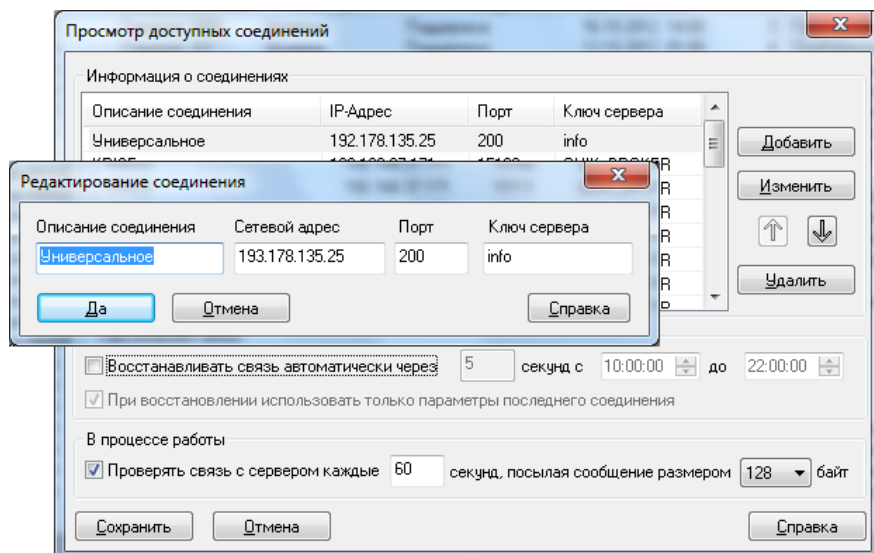 Просмотр доступных соединений
Информация о соединениях
Описание соединения IP-Адрес Порт Ключ сервера
Универсальное 192.178.135.25 200 info
Добавить
Изменить
Удалить
Редактирование соединения
Описание соединения Сетевой адрес Порт Ключ сервера
Универсальное 193.178.135.25 200 info
Да Отмена Справка
Восстанавливать связь автоматически через 5 секунд с 10:00:00 до 22:00:00
При восстановлении использовать только параметры последнего соединения
В процессе работы
Проверять связь с сервером каждые 60 секунд, посылая сообщение размером 128 байт
Сохранить Отмена Справка